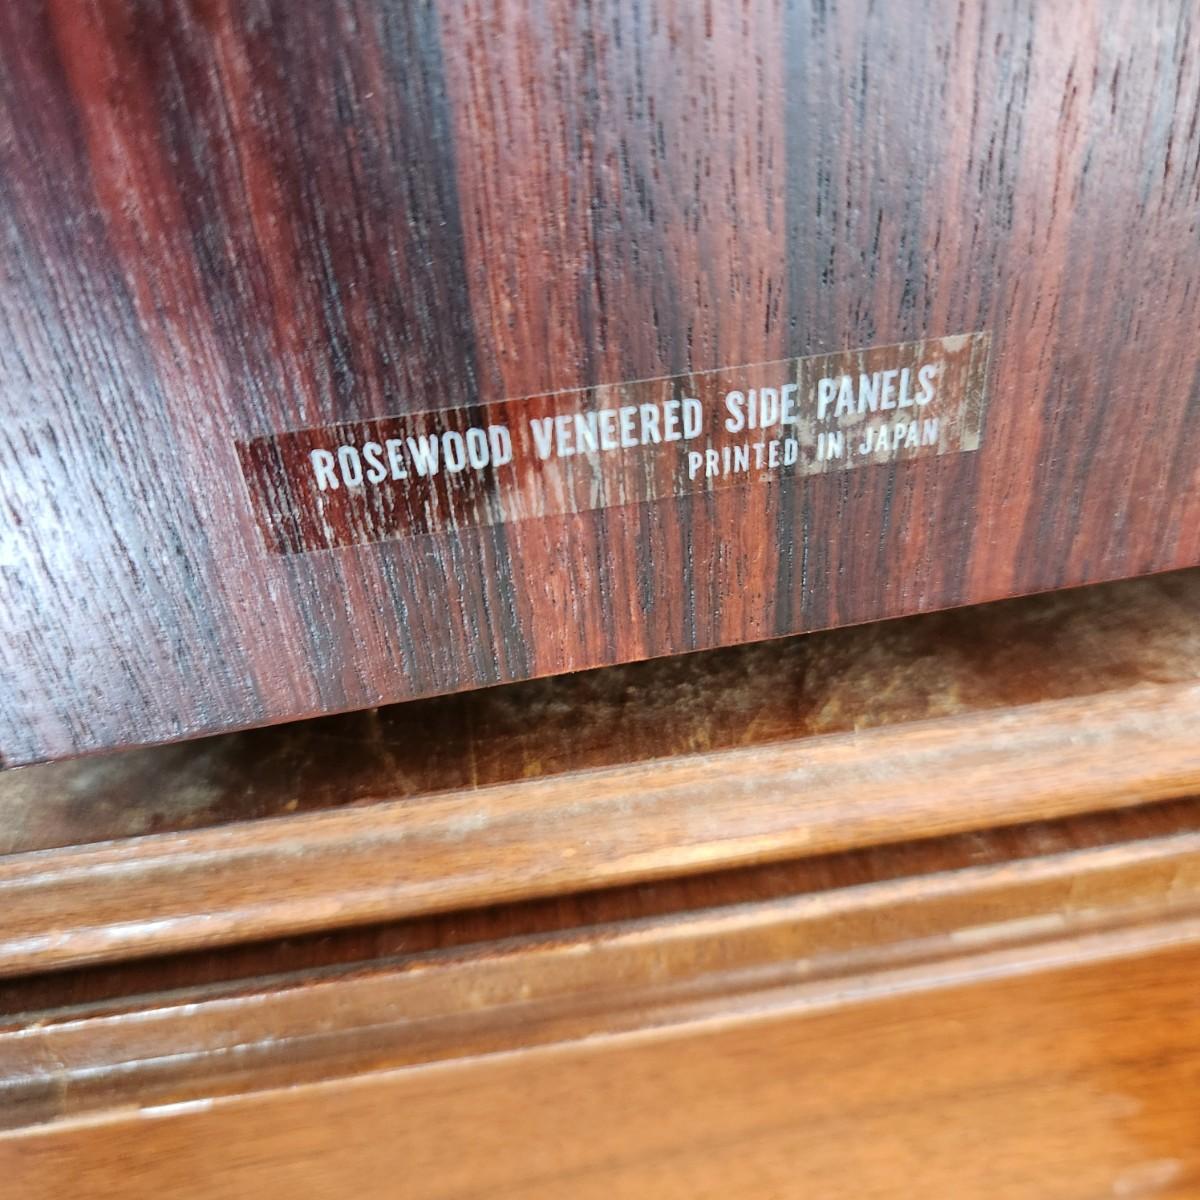 ROSEWOOD VENEERED SIDE PANELS
PRINTED IN JAPAN